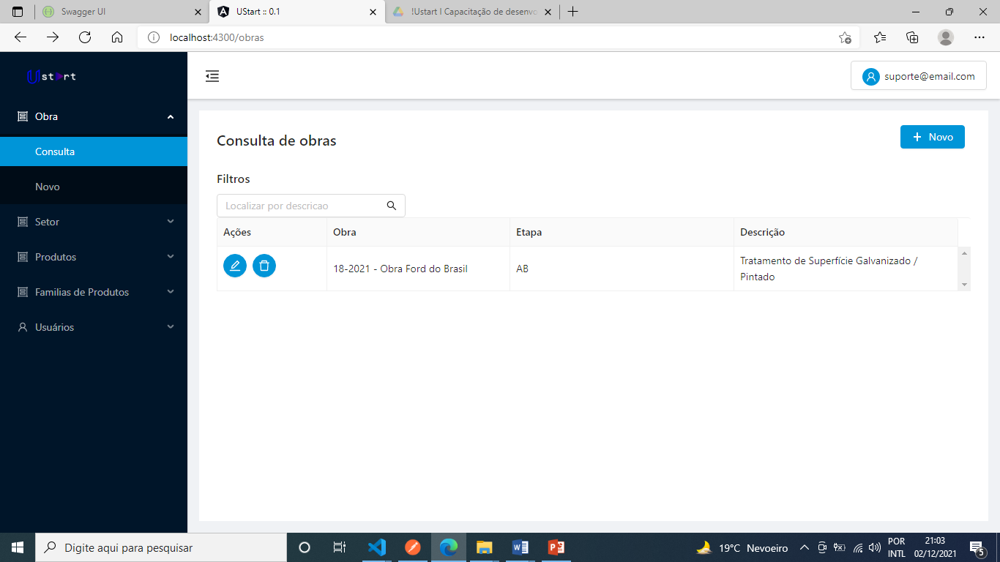 Swagger UI
UStart :: 0.1
!Ustart | Capacitação de desenvo
localhost:4300/obras
Ustart
suporte@email.com
Obra
Consulta
Novo
Setor
Produtos
Familias de Produtos
Usuários
Consulta de obras
Novo
Filtros
Localizar por descricao
Ações Obra Etapa Descrição
18-2021 - Obra Ford do Brasil AB Tratamento de Superfície Galvanizado /
Pintado
Digite aqui para pesquisar
19°C Nevoeiro
POR
INTL
21:03
02/12/2021
5